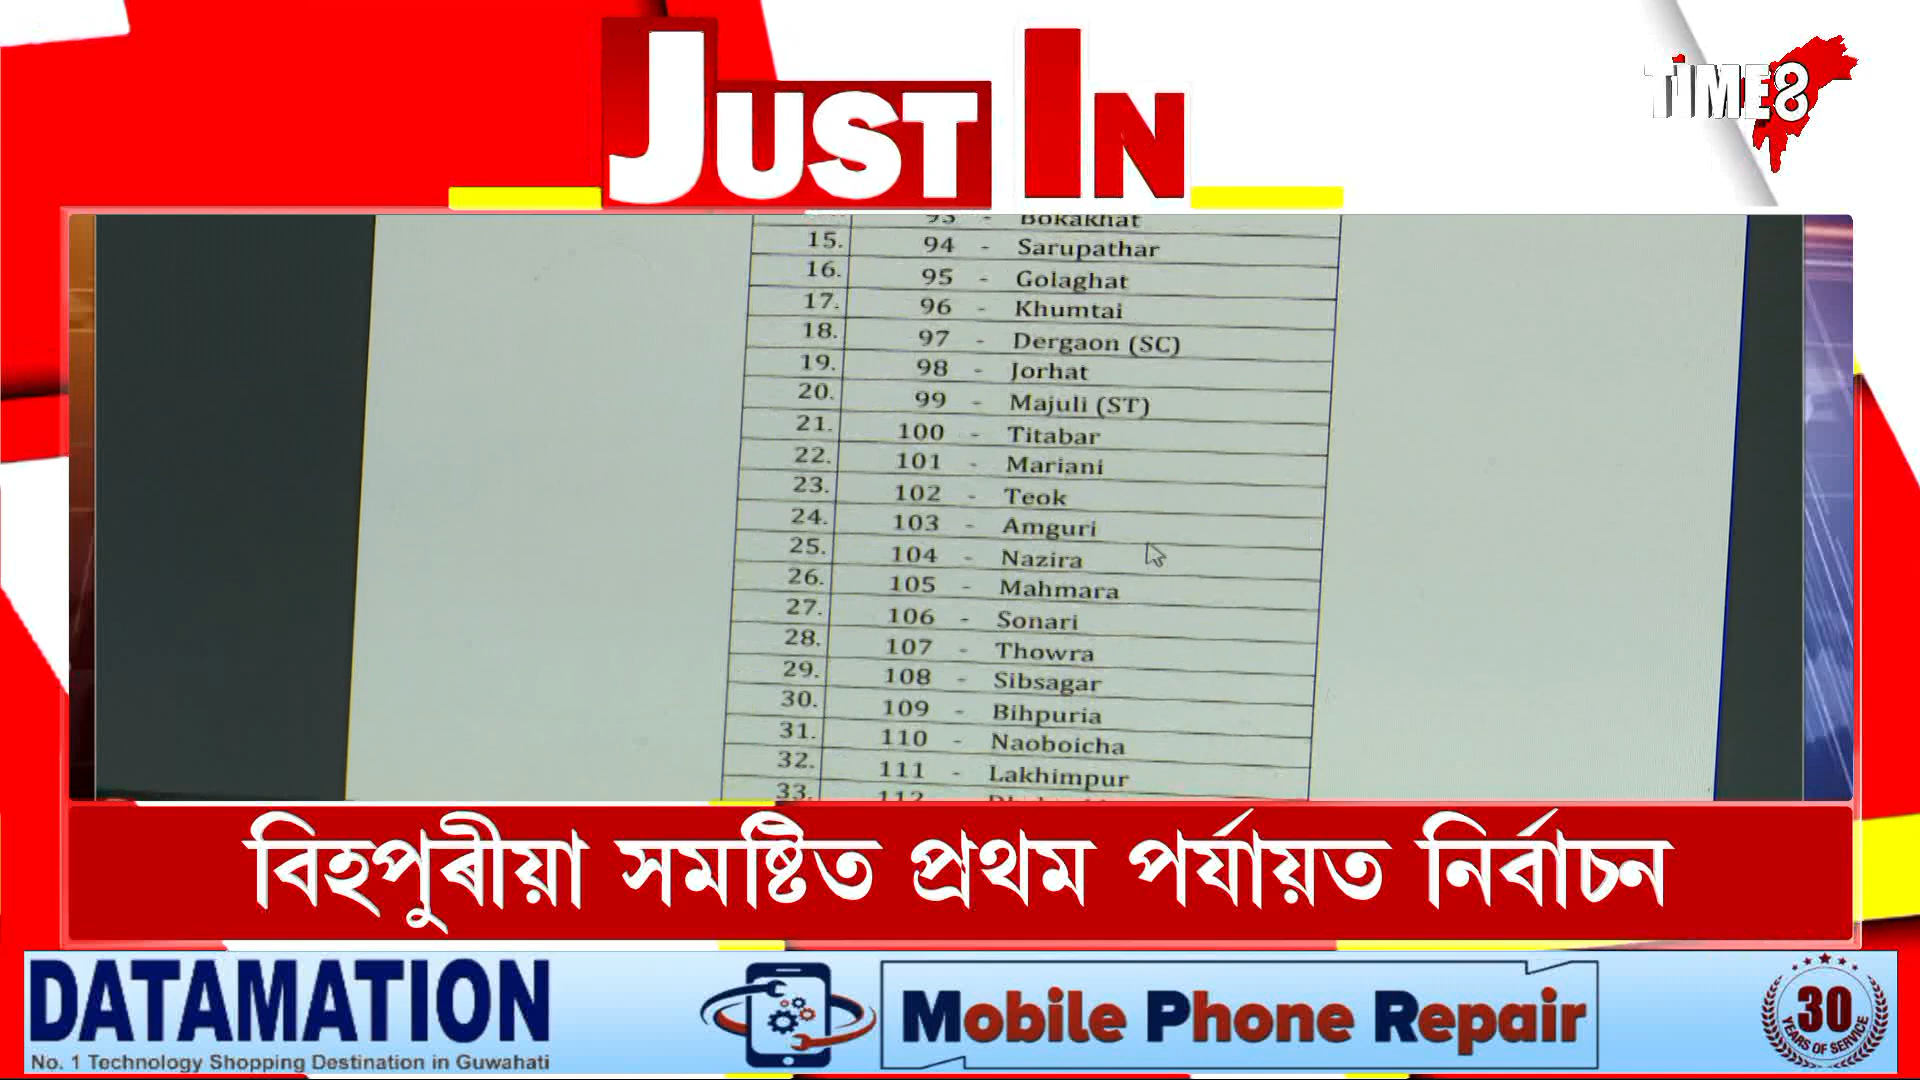 JUST IN
TIME8
93 - Bokakhat
15. 94 - Sarupathar
16. 95 - Golaghat
17. 96 - Khumtai
18. 97 - Dergaon (SC)
19. 98 - Jorhat
20. 99 - Majuli (ST)
21. 100 - Titabar
22. 101 - Mariani
23. 102 - Teok
24. 103 - Amguri
25. 104 - Nazira
26. 105 - Mahmara
27. 106 - Sonari
28. 107 - Thowra
29. 108 - Sibsagar
30. 109 - Bihpuria
31. 110 - Naoboicha
32. 111 - Lakhimpur
33. 112
বিহপুৰীয়া সমষ্টিত প্ৰথম পৰ্যায়ত নিৰ্বাচন
DATAMATION
No. 1 Technology Shopping Destination in Guwahati
Mobile Phone Repair
30
YEARS OF SERVICE